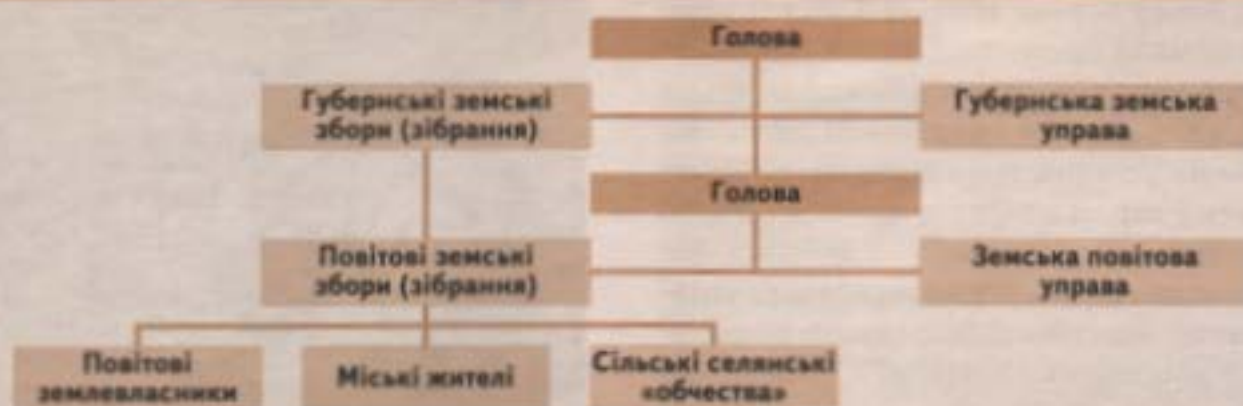 Голова
Губернські земські
збори (зібрання)
Губернська земська
управа
Голова
Повітові земські
збори (зібрання)
Земська повітова
управа
Повітові
землевласники
Міські жителі
Сільські селянські
«обчества»